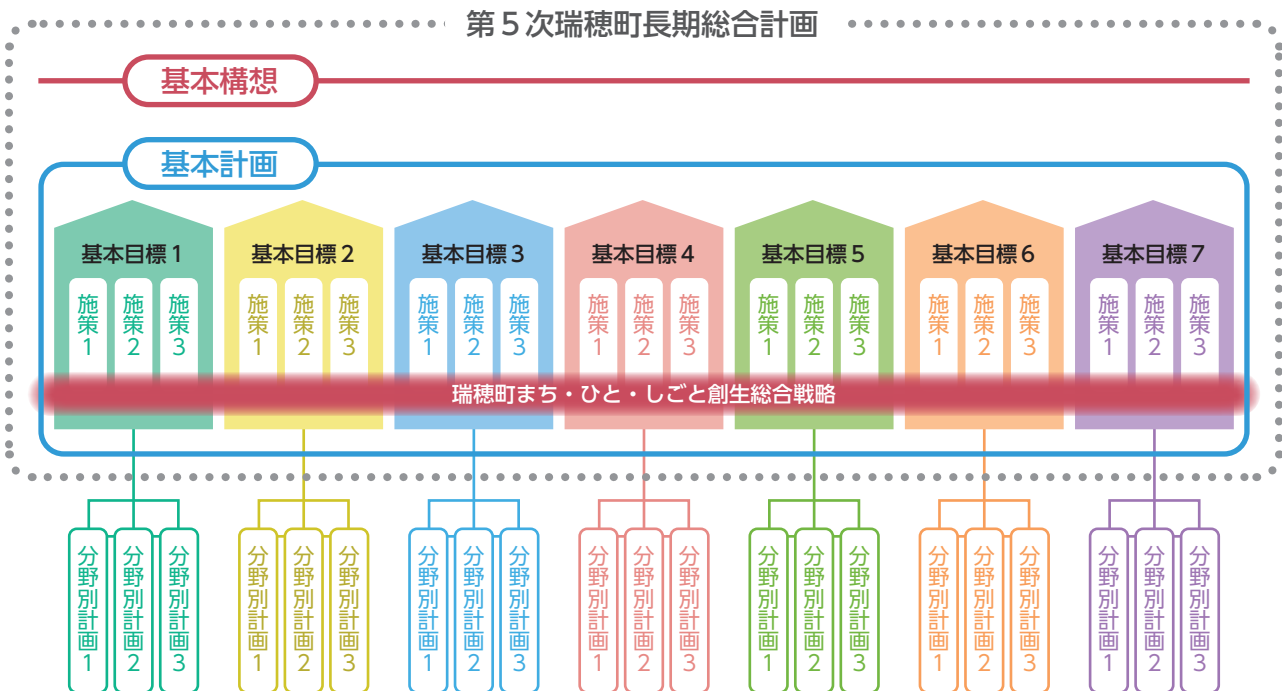 第5次瑞穂町長期総合計画
基本構想
基本計画
基本目標1
施策1
施策2
施策3
基本目標2
施策1
施策2
施策3
基本目標3
施策1
施策2
施策3
基本目標4
施策1
施策2
施策3
基本目標5
施策1
施策2
施策3
基本目標6
施策1
施策2
施策3
基本目標7
施策1
施策2
施策3
瑞穂町まち・ひと・しごと創生総合戦略
分野別計画1
分野別計画2
分野別計画3
分野別計画1
分野別計画2
分野別計画3
分野別計画1
分野別計画2
分野別計画3
分野別計画1
分野別計画2
分野別計画3
分野別計画1
分野別計画2
分野別計画3
分野別計画1
分野別計画2
分野別計画3
分野別計画1
分野別計画2
分野別計画3